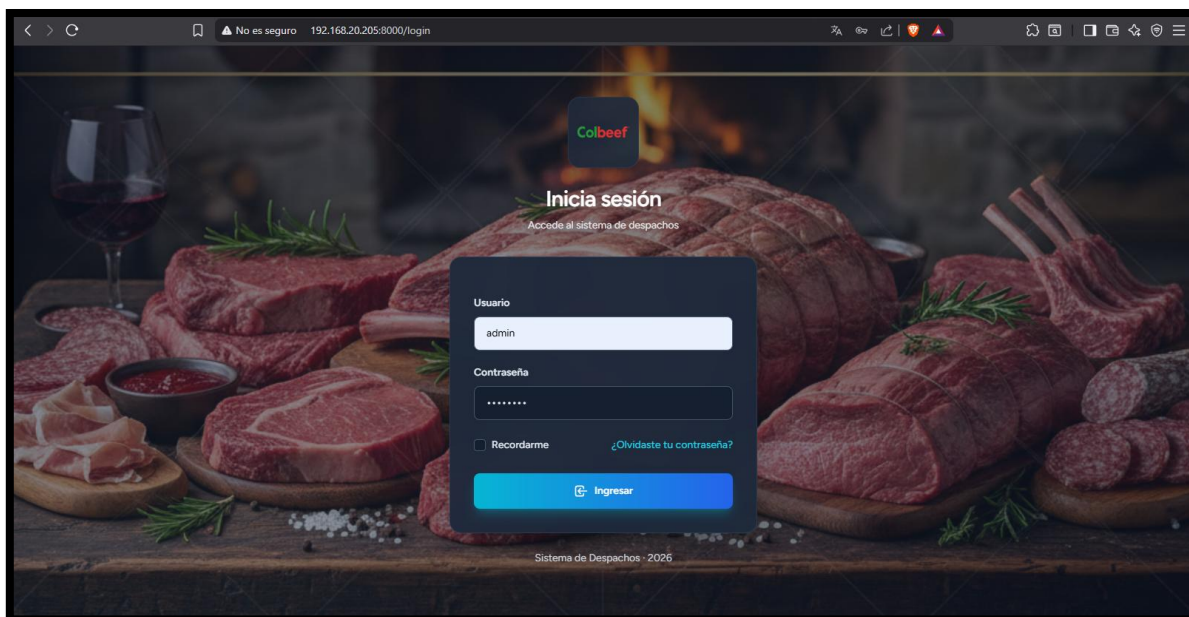 No es seguro 192.168.20.205:8000/login
Colbeef
Inicia sesión
Accede al sistema de despachos
Usuario
admin
Contraseña
••••••••
Recordarme ¿Olvidaste tu contraseña?
Ingresar
Sistema de Despachos · 2026